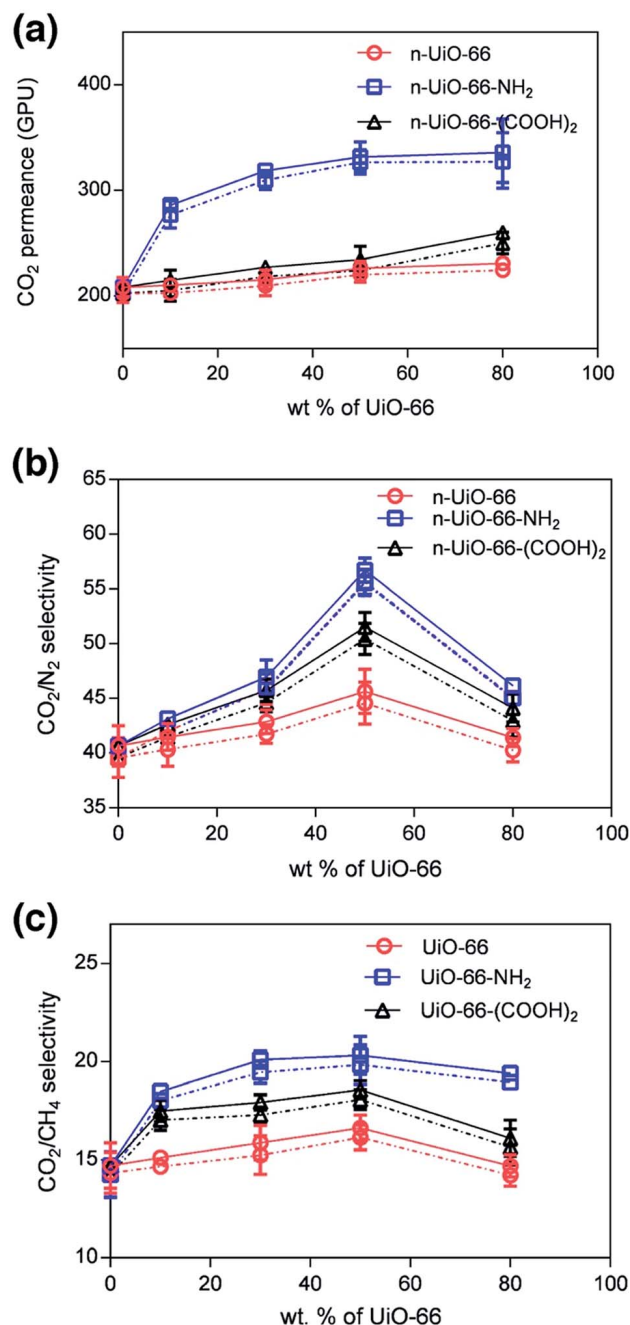 (a)
n-UiO-66
n-UiO-66-NH₂
n-UiO-66-(COOH)₂
CO₂ permeance (GPU)
400
300
200
0 20 40 60 80 100
wt % of UiO-66
(b)
n-UiO-66
n-UiO-66-NH₂
n-UiO-66-(COOH)₂
CO₂/N₂ selectivity
65
60
55
50
45
40
35
0 20 40 60 80 100
wt % of UiO-66
(c)
UiO-66
UiO-66-NH₂
UiO-66-(COOH)₂
CO₂/CH₄ selectivity
25
20
15
10
0 20 40 60 80 100
wt. % of UiO-66